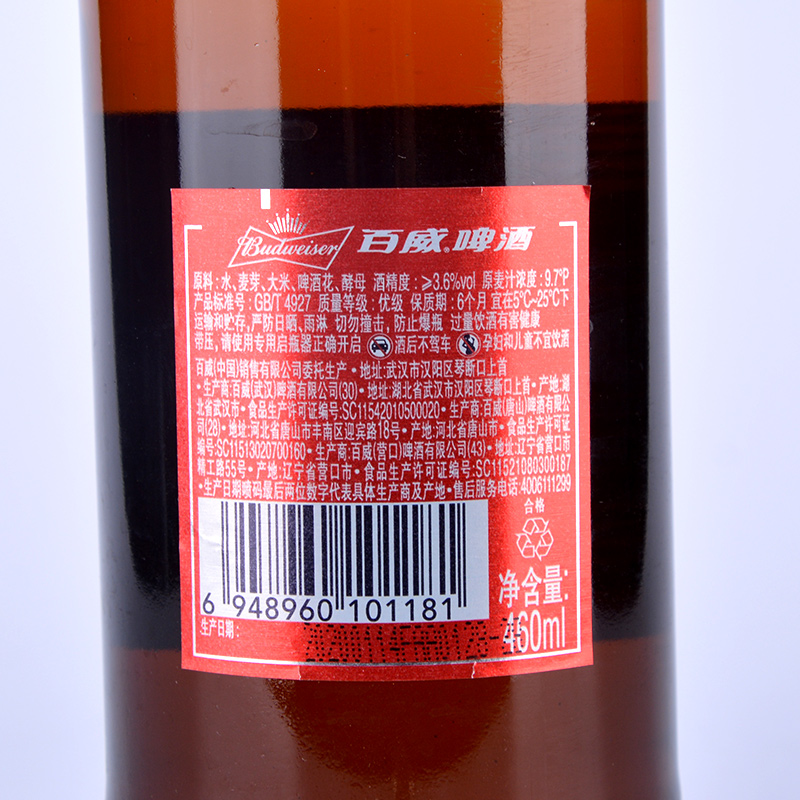 Budweiser 百威啤酒
原料:水、麦芽、大米、啤酒花、酵母 酒精度:≥3.6%vol 原麦汁浓度:9.7°P
产品标准号:GB/T 4927 质量等级:优级 保质期:6个月 宜在5°C~25°C下
运输和贮存,严防日晒、雨淋 切勿撞击,防止爆瓶 过量饮酒有害健康
带压,请使用专用启瓶器正确开启 酒后不驾车 孕妇和儿童不宜饮酒
百威(中国)销售有限公司委托生产·地址:武汉市汉阳区琴断口上首
·生产商:百威(武汉)啤酒有限公司(30)·地址:湖北省武汉市汉阳区琴断口上首·产地:湖
北省武汉市·食品生产许可证编号:SC11542010500020·生产商:百威(唐山)啤酒有限公
司(28)·地址:河北省唐山市丰南区迎宾路18号·产地:河北省唐山市·食品生产许可证
编号:SC11513020700160·生产商:百威(营口)啤酒有限公司(43)·地址:辽宁省营口市
精工路55号·产地:辽宁省营口市·食品生产许可证编号:SC11521080300187
·生产日期喷码最后两位数字代表具体生产商及产地·售后服务电话:4006111299
合格
净含量:
460ml
6 948960 101181
生产日期: